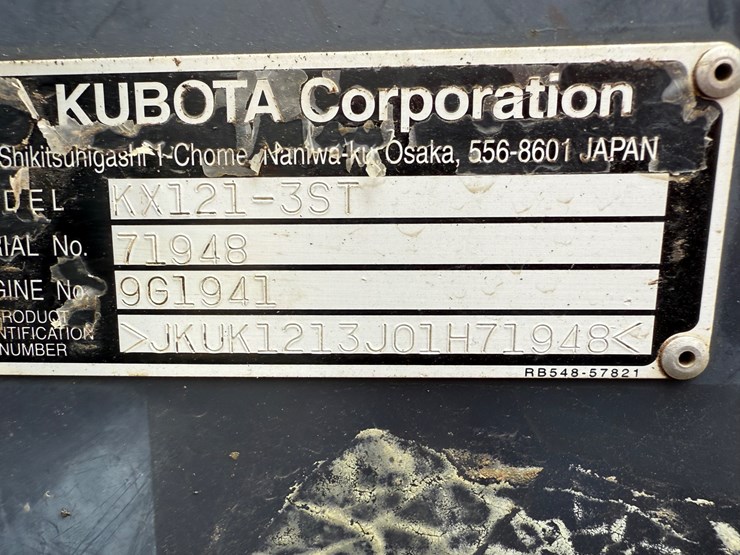 KUBOTA Corporation
Shikitsuhigashi 1-Chome, Naniwa-ku, Osaka, 556-8601 JAPAN
DEL KX121-3ST
RIAL No. 71948
GINE No. 9G1941
PRODUCT
NTIFICATION
NUMBER
>JKUK1213J01H71948<
RB548-57821